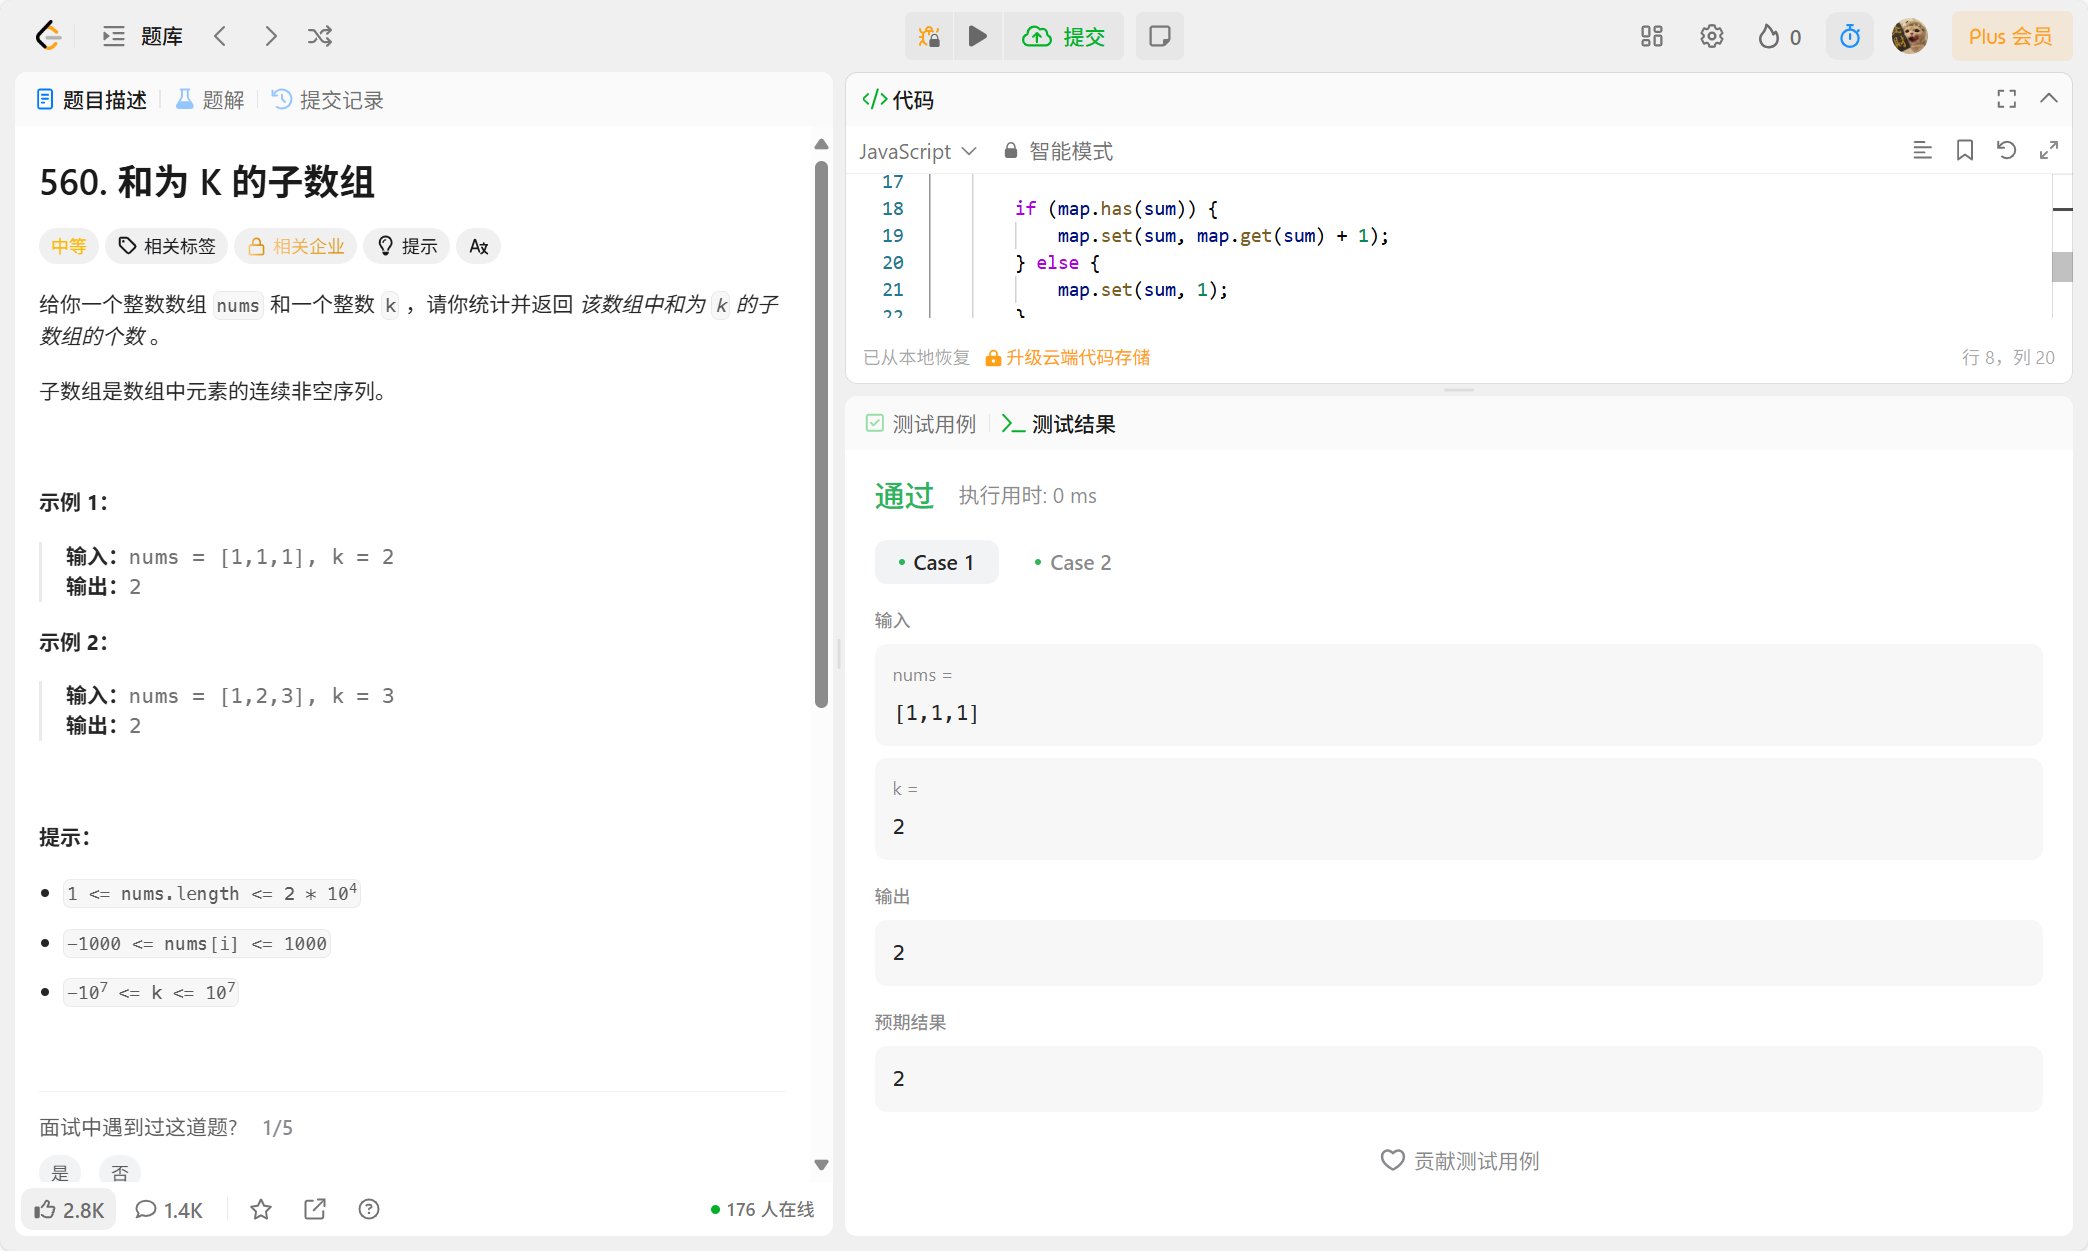 题库
提交
0
Plus 会员
题目描述
题解
提交记录
560. 和为 K 的子数组
中等
相关标签
相关企业
提示
给你一个整数数组 nums 和一个整数 k ，请你统计并返回 该数组中和为 k 的子
数组的个数 。
子数组是数组中元素的连续非空序列。
示例 1：
输入：nums = [1,1,1], k = 2
输出：2
示例 2：
输入：nums = [1,2,3], k = 3
输出：2
提示：
1 <= nums.length <= 2 * 10⁴
-1000 <= nums[i] <= 1000
-10⁷ <= k <= 10⁷
面试中遇到过这道题? 1/5
是
否
2.8K
1.4K
176 人在线
代码
JavaScript
智能模式
17
18 if (map.has(sum)) {
19 map.set(sum, map.get(sum) + 1);
20 } else {
21 map.set(sum, 1);
22 }
已从本地恢复
升级云端代码存储
行 8，列 20
测试用例
测试结果
通过
执行用时: 0 ms
Case 1
Case 2
输入
nums =
[1,1,1]
k =
2
输出
2
预期结果
2
贡献测试用例